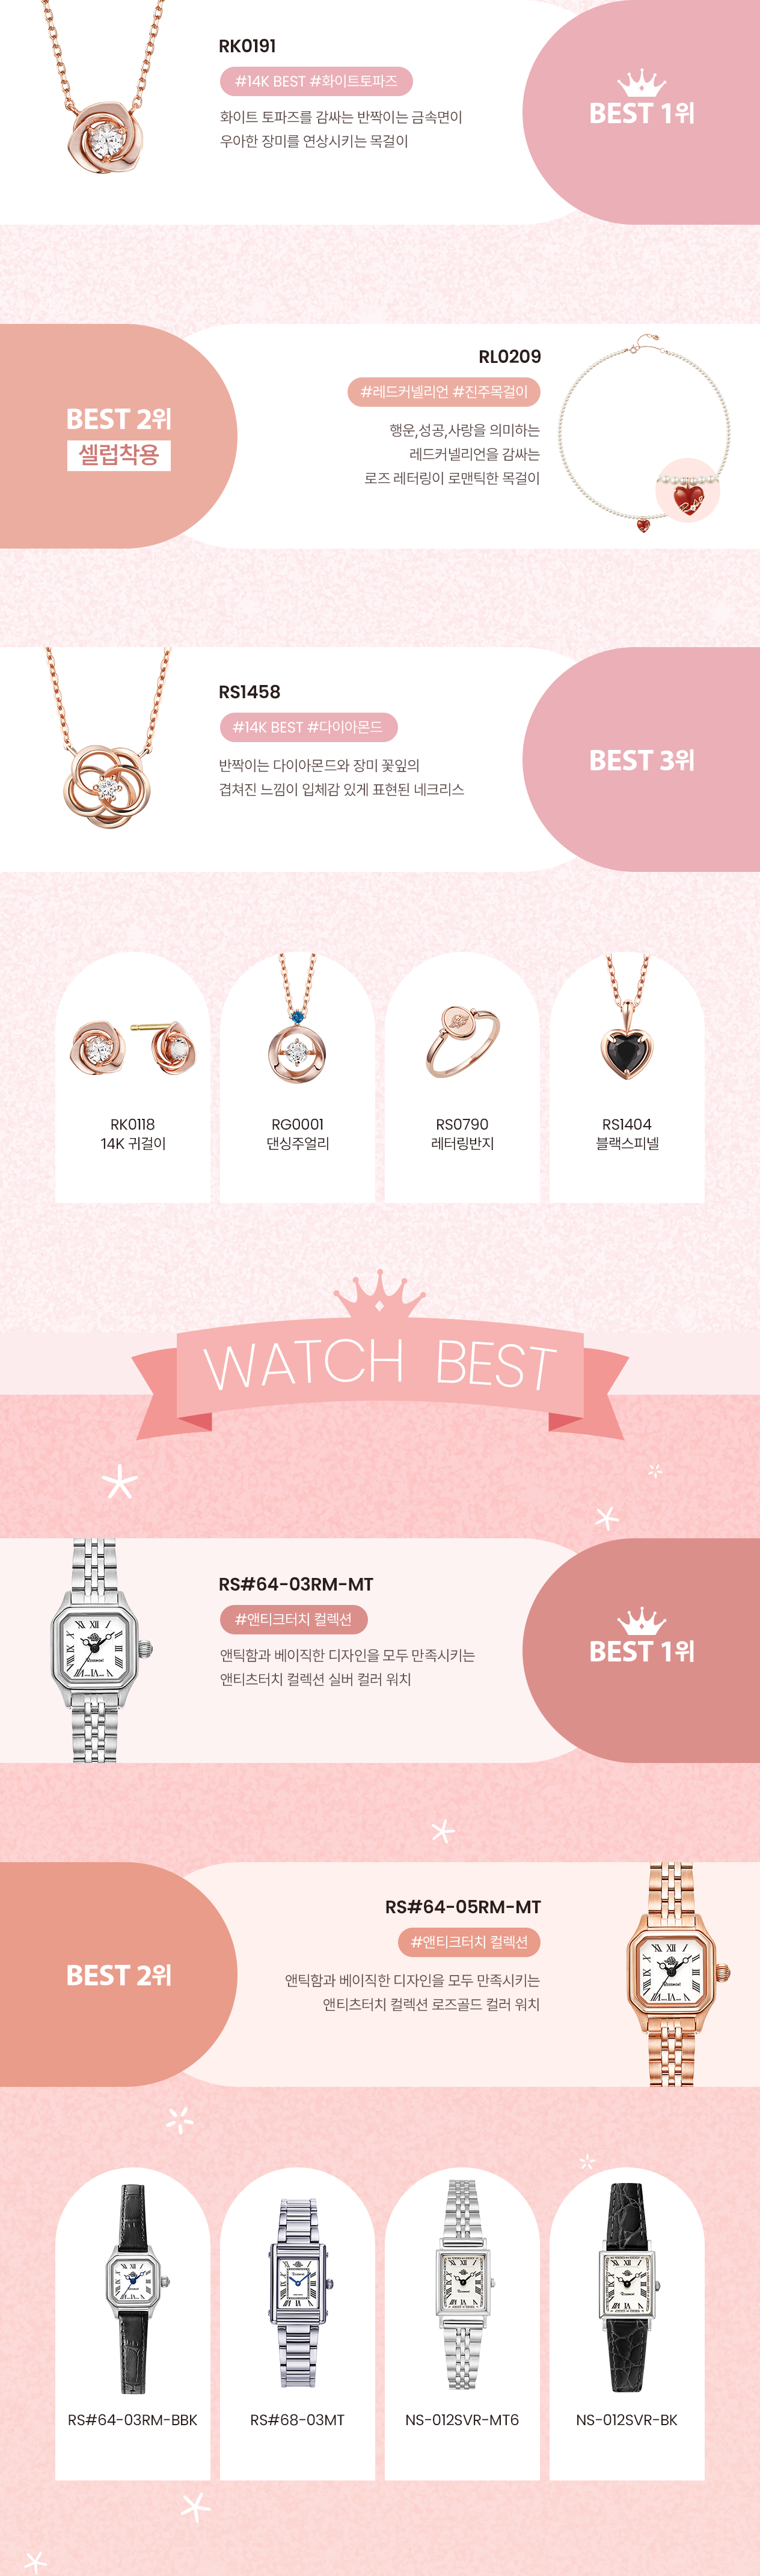 RK0191
#14K BEST #화이트토파즈
화이트 토파즈를 감싸는 반짝이는 금속면이
우아한 장미를 연상시키는 목걸이
BEST 1위
BEST 2위
셀럽착용
RL0209
#레드커넬리언 #진주목걸이
행운,성공,사랑을 의미하는
레드커넬리언을 감싸는
로즈 레터링이 로맨틱한 목걸이
RS1458
#14K BEST #다이아몬드
반짝이는 다이아몬드와 장미 꽃잎의
겹쳐진 느낌이 입체감 있게 표현된 네크리스
BEST 3위
RK0118
14K 귀걸이
RG0001
댄싱주얼리
RS0790
레터링반지
RS1404
블랙스피넬
WATCH BEST
RS#64-03RM-MT
#앤티크터치 컬렉션
앤틱함과 베이직한 디자인을 모두 만족시키는
앤티츠터치 컬렉션 실버 컬러 워치
BEST 1위
BEST 2위
RS#64-05RM-MT
#앤티크터치 컬렉션
앤틱함과 베이직한 디자인을 모두 만족시키는
앤티츠터치 컬렉션 로즈골드 컬러 워치
RS#64-03RM-BBK
RS#68-03MT
NS-012SVR-MT6
NS-012SVR-BK